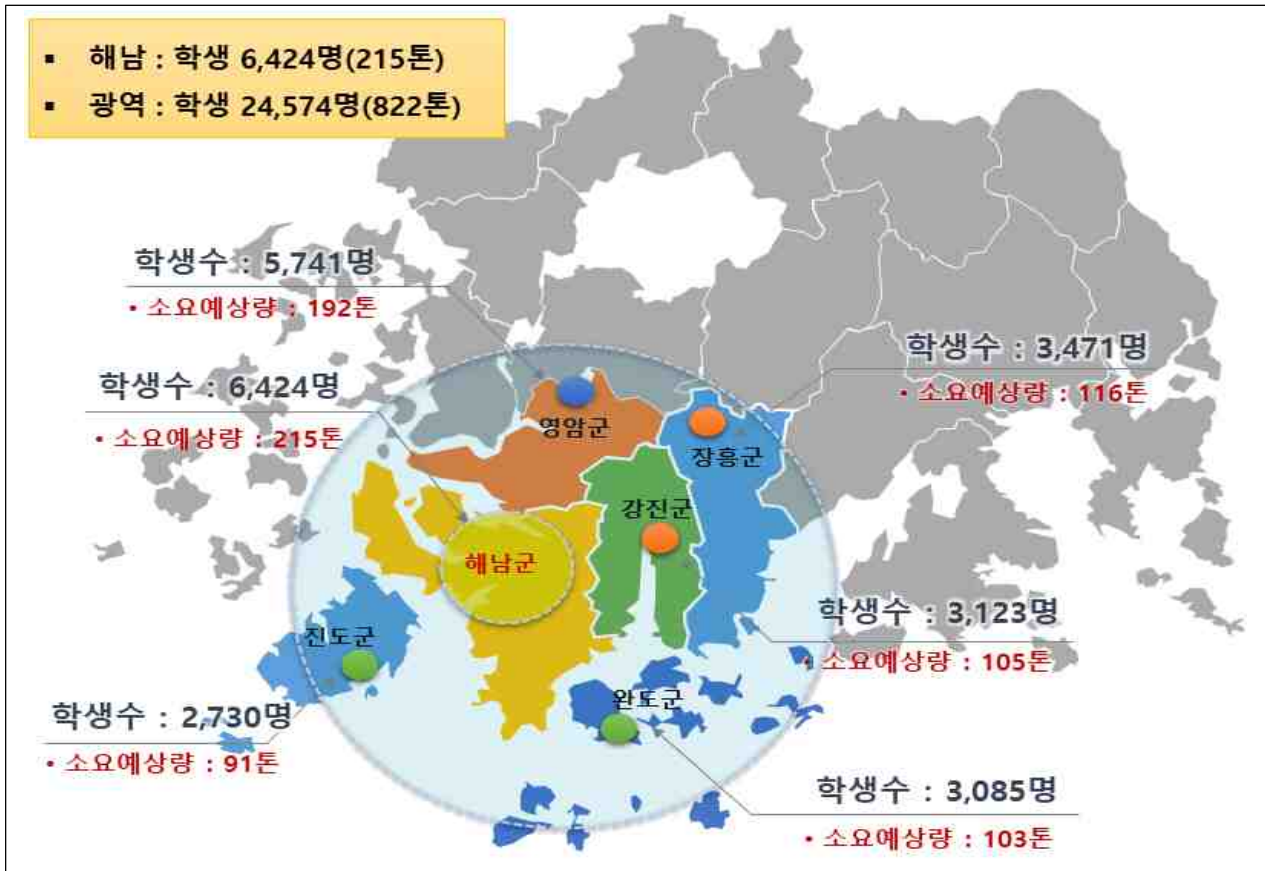 ▪ 해남 : 학생 6,424명(215톤)
▪ 광역 : 학생 24,574명(822톤)
학생수 : 5,741명
• 소요예상량 : 192톤
학생수 : 3,471명
• 소요예상량 : 116톤
학생수 : 6,424명
• 소요예상량 : 215톤
영암군
장흥군
강진군
해남군
학생수 : 3,123명
• 소요예상량 : 105톤
진도군
완도군
학생수 : 2,730명
• 소요예상량 : 91톤
학생수 : 3,085명
• 소요예상량 : 103톤